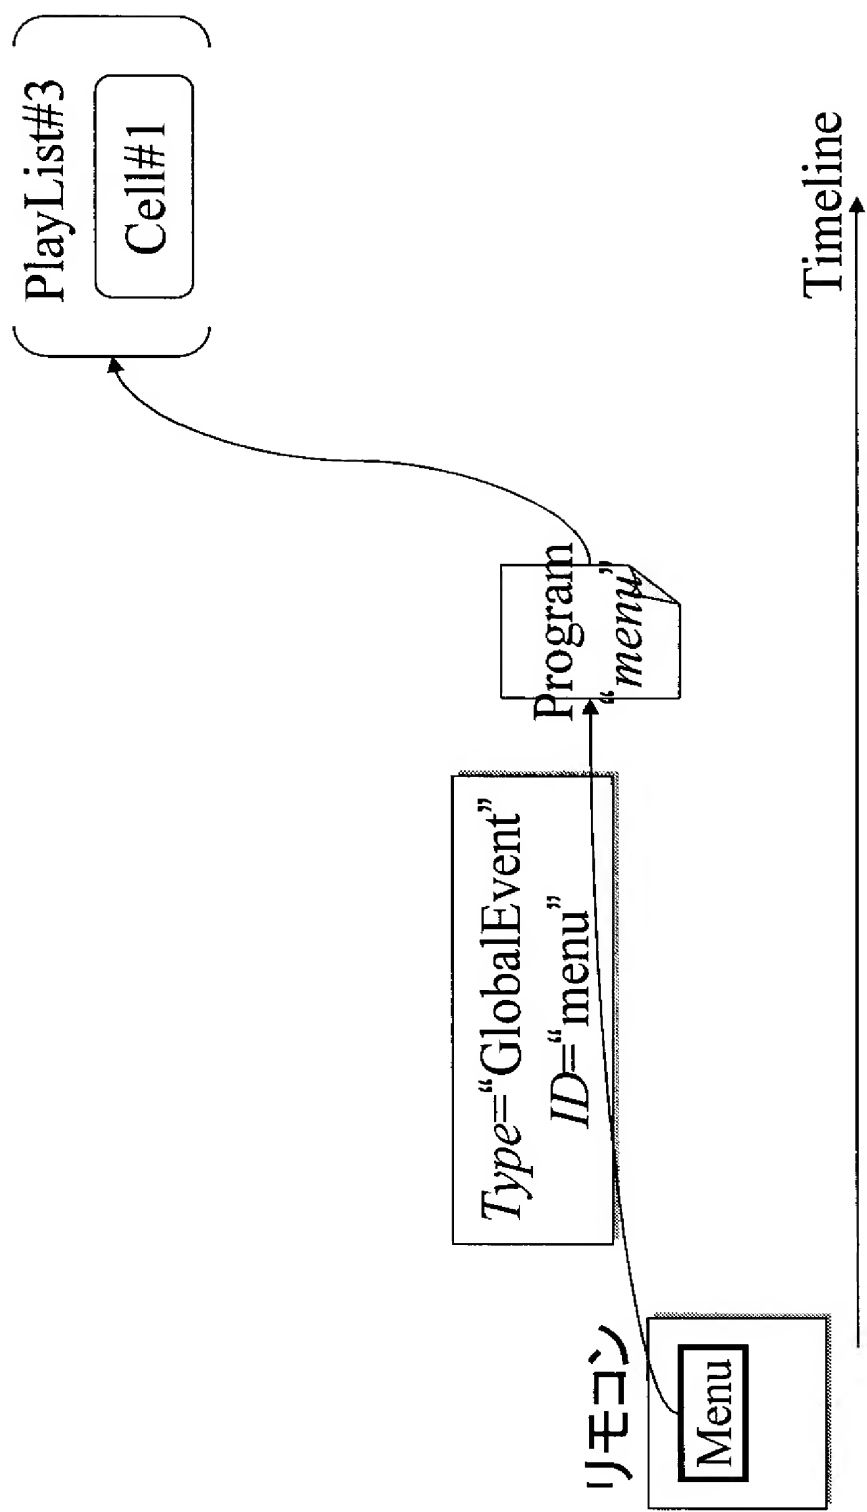 リモコン
Menu
Type=“GlobalEvent”
ID=“menu”
Program
“menu”
PlayList#3
Cell#1
Timeline